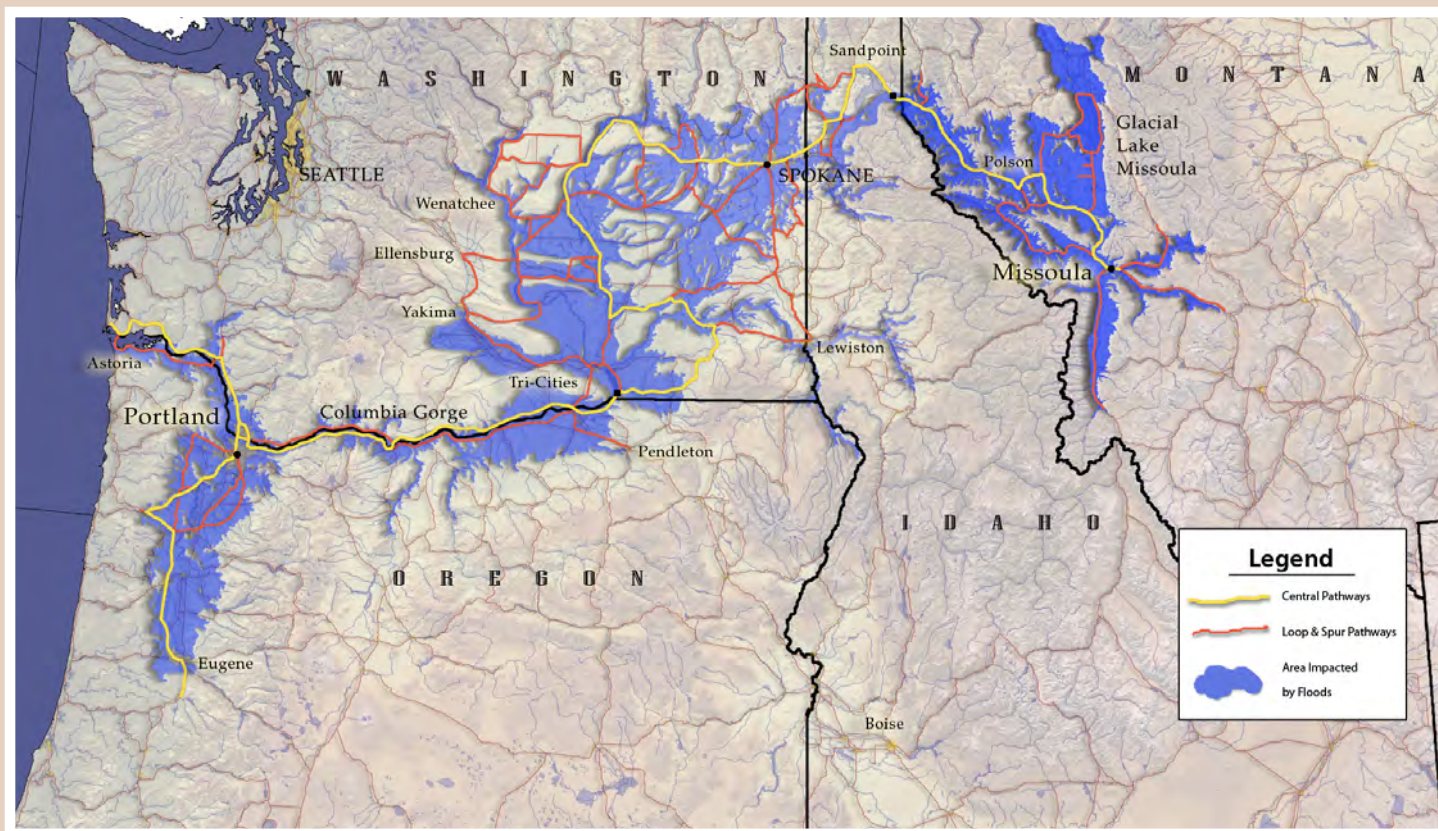 Sandpoint
WASHINGTON
MONTANA
Glacial
Lake
Missoula
Polson
SEATTLE
SPOKANE
Wenatchee
Ellensburg
Missoula
Yakima
Lewiston
Astoria
Tri-Cities
Portland
Columbia Gorge
Pendleton
IDAHO
OREGON
Eugene
Boise
Legend
Central Pathways
Loop & Spur Pathways
Area Impacted
by Floods